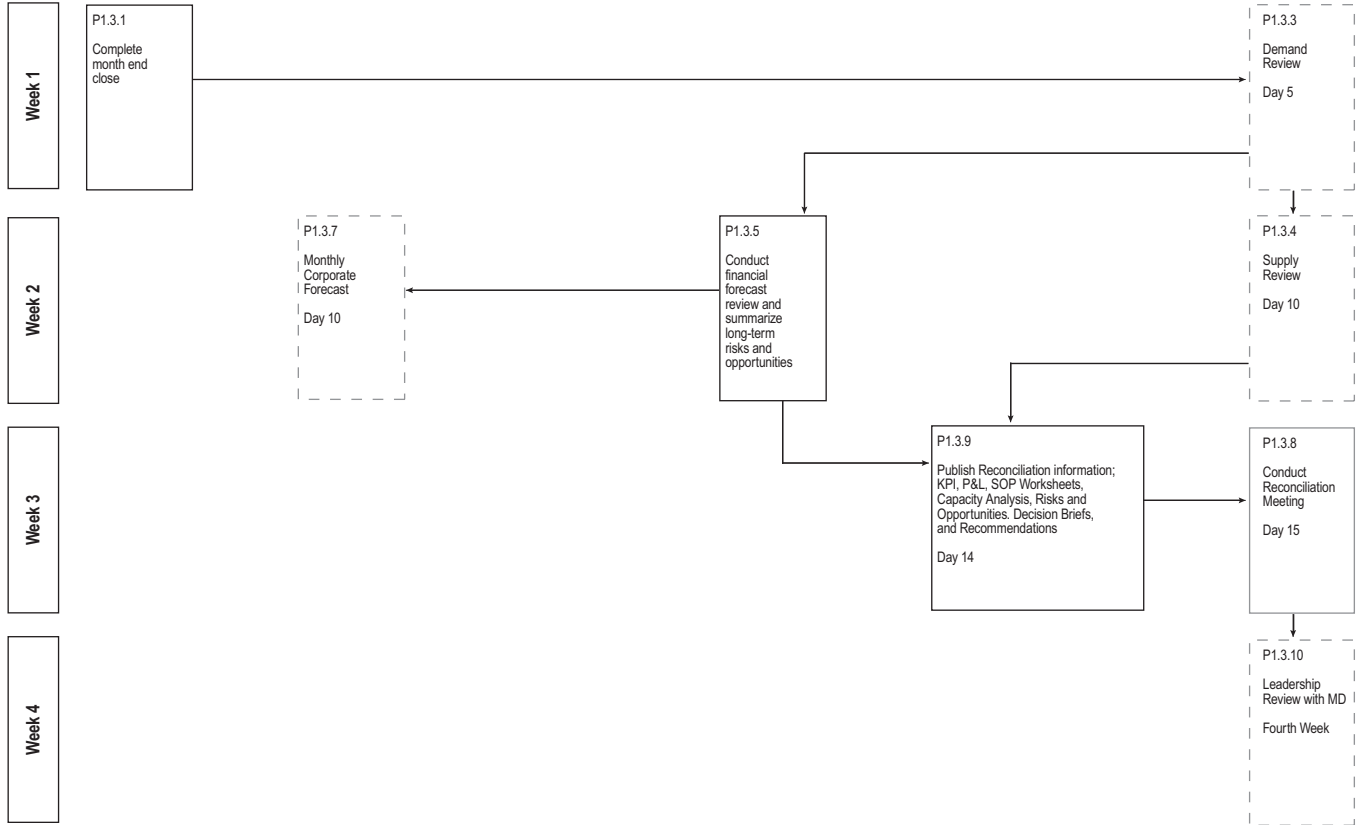 Week 1
P1.3.1
Complete
month end
close
P1.3.3
Demand
Review
Day 5
Week 2
P1.3.7
Monthly
Corporate
Forecast
Day 10
P1.3.5
Conduct
financial
forecast
review and
summarize
long-term
risks and
opportunities
P1.3.4
Supply
Review
Day 10
Week 3
P1.3.9
Publish Reconciliation information;
KPI, P&L, SOP Worksheets,
Capacity Analysis, Risks and
Opportunities. Decision Briefs,
and Recommendations
Day 14
P1.3.8
Conduct
Reconciliation
Meeting
Day 15
Week 4
P1.3.10
Leadership
Review with MD
Fourth Week